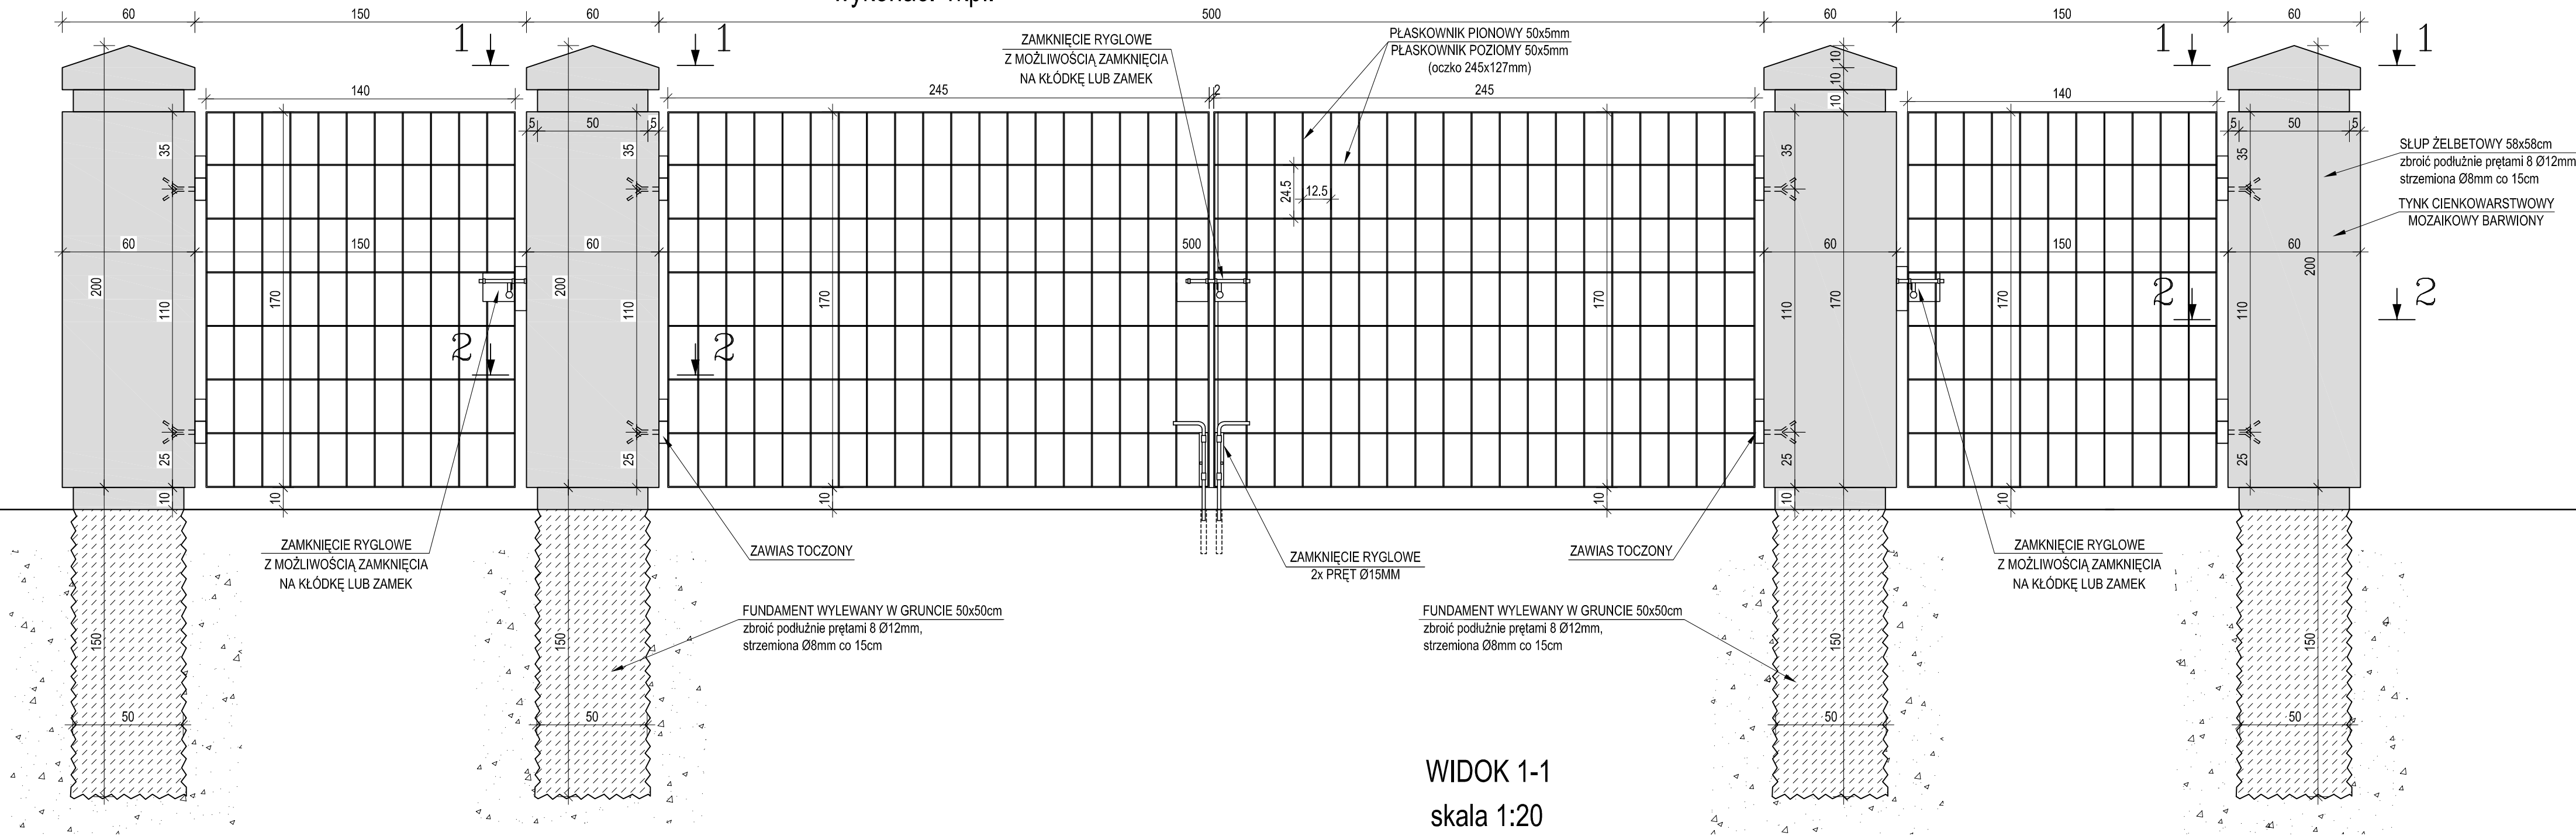 60
150
60
500
60
150
60
1
1
1
1
ZAMKNIĘCIE RYGLOWE
Z MOŻLIWOŚCIĄ ZAMKNIĘCIA
NA KŁÓDKĘ LUB ZAMEK
PŁASKOWNIK PIONOWY 50x5mm
PŁASKOWNIK POZIOMY 50x5mm
(oczko 245x127mm)
10
10
10
140
245
2
245
140
5
50
5
5
50
5
35
35
35
35
SŁUP ŻELBETOWY 58x58cm
zbroić podłużnie prętami 8 Ø12mm
strzemiona Ø8mm co 15cm
TYNK CIENKOWARSTWOWY
MOZAIKOWY BARWIONY
24.5
12.5
60
150
60
500
60
150
60
200
110
170
200
110
170
170
110
170
170
110
200
2
2
2
2
25
25
25
25
10
10
10
10
10
10
10
ZAMKNIĘCIE RYGLOWE
Z MOŻLIWOŚCIĄ ZAMKNIĘCIA
NA KŁÓDKĘ LUB ZAMEK
ZAWIAS TOCZONY
ZAMKNIĘCIE RYGLOWE
2x PRĘT Ø15MM
ZAWIAS TOCZONY
ZAMKNIĘCIE RYGLOWE
Z MOŻLIWOŚCIĄ ZAMKNIĘCIA
NA KŁÓDKĘ LUB ZAMEK
FUNDAMENT WYLEWANY W GRUNCIE 50x50cm
zbroić podłużnie prętami 8 Ø12mm,
strzemiona Ø8mm co 15cm
FUNDAMENT WYLEWANY W GRUNCIE 50x50cm
zbroić podłużnie prętami 8 Ø12mm,
strzemiona Ø8mm co 15cm
150
150
150
150
50
50
50
50
WIDOK 1-1
skala 1:20